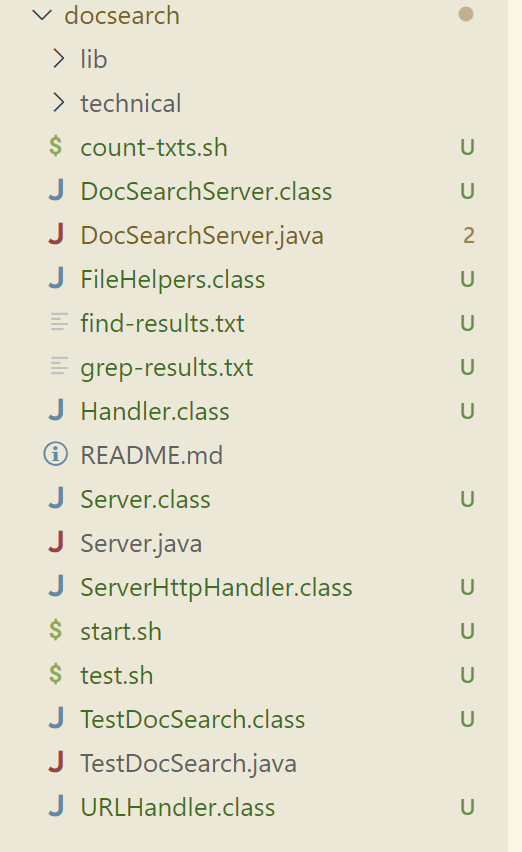 docsearch
lib
technical
$ count-txts.sh U
J DocSearchServer.class U
J DocSearchServer.java 2
J FileHelpers.class U
find-results.txt U
grep-results.txt U
J Handler.class U
README.md
J Server.class U
J Server.java
J ServerHttpHandler.class U
$ start.sh U
$ test.sh U
J TestDocSearch.class U
J TestDocSearch.java
J URLHandler.class U